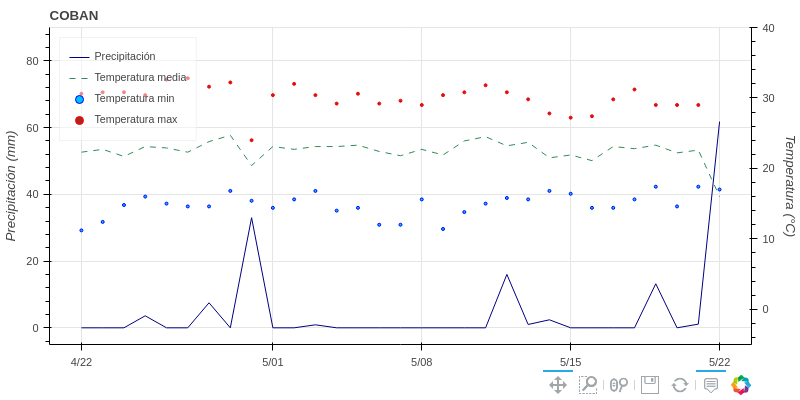 COBAN
Precipitación
Temperatura media
Temperatura min
Temperatura max
Precipitación (mm)
80
60
40
20
0
Temperatura (°C)
40
30
20
10
0
4/22
5/01
5/08
5/15
5/22